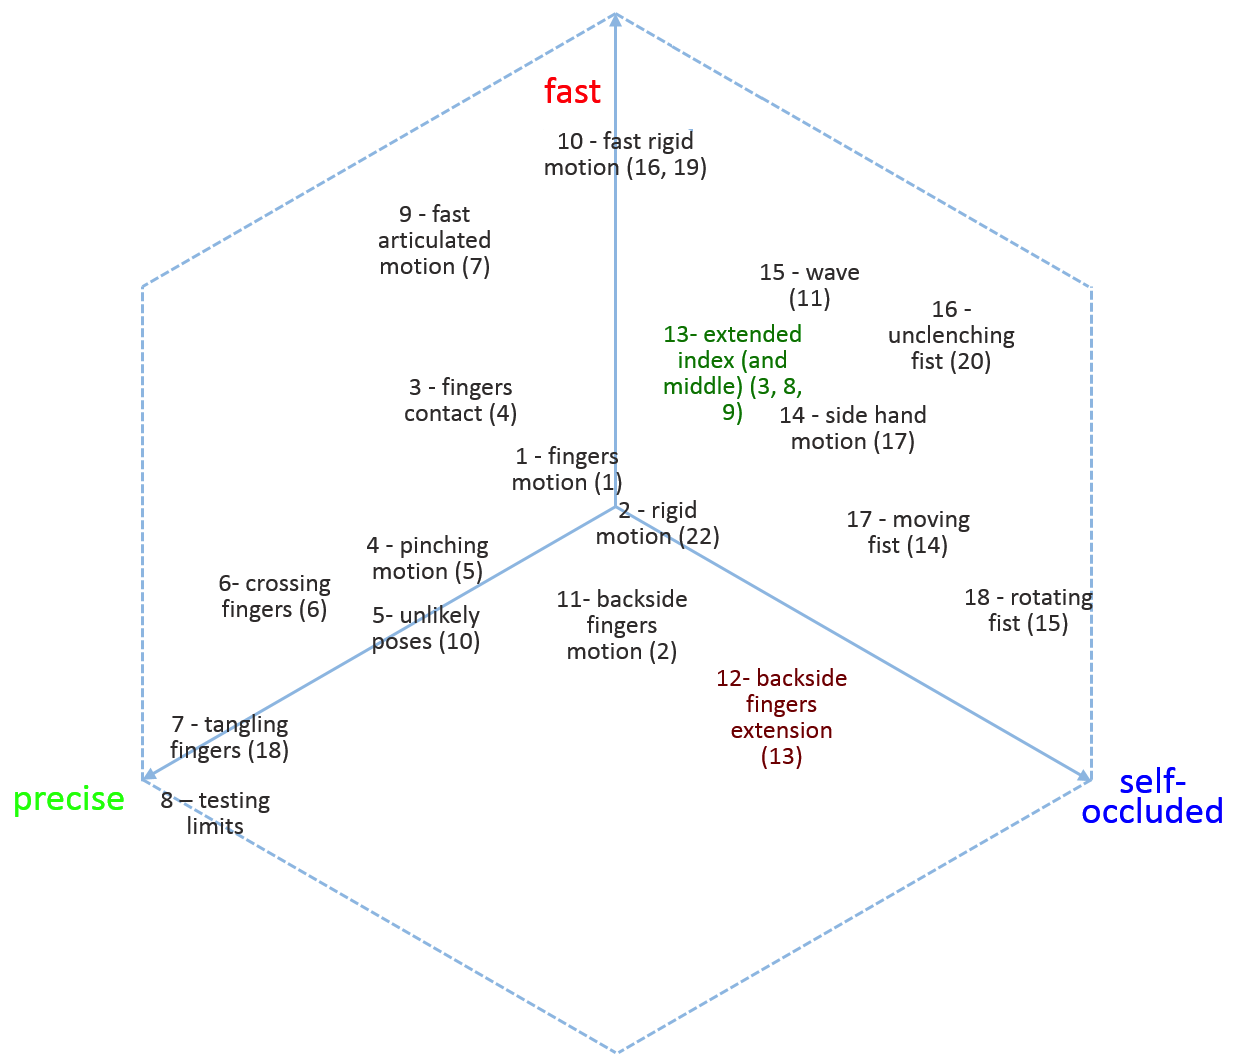 fast
10 - fast rigid
motion (16, 19)
9 - fast
articulated
motion (7)
15 - wave
(11)
16 -
unclenching
fist (20)
13- extended
index (and
middle) (3, 8,
9)
3 - fingers
contact (4)
14 - side hand
motion (17)
1 - fingers
motion (1)
2 - rigid
motion (22)
17 - moving
fist (14)
4 - pinching
motion (5)
6- crossing
fingers (6)
5- unlikely
poses (10)
11- backside
fingers
motion (2)
18 - rotating
fist (15)
12- backside
fingers
extension
(13)
7 - tangling
fingers (18)
precise
8 – testing
limits
self-
occluded